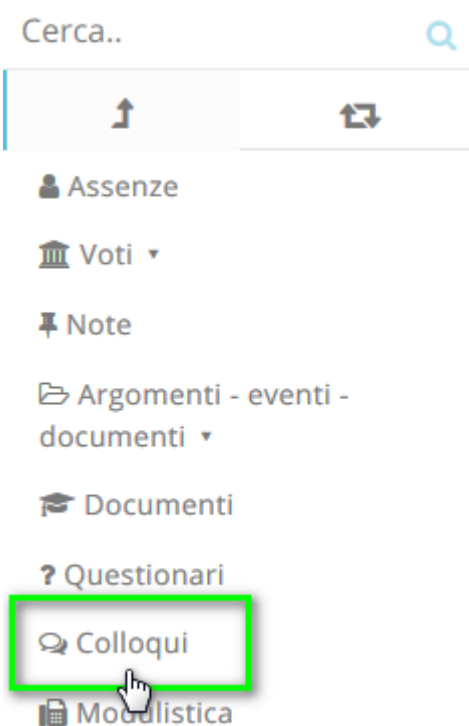 Cerca..
Assenze
Voti
Note
Argomenti - eventi -
documenti
Documenti
? Questionari
Colloqui
Modulistica